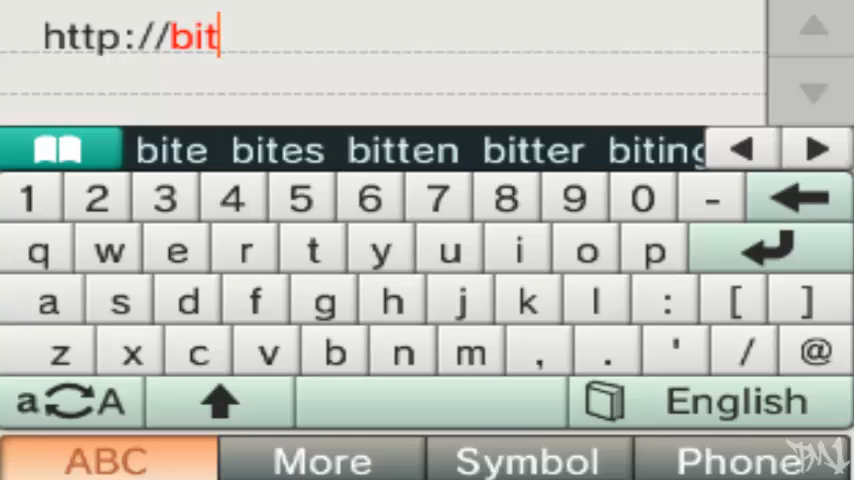 http://bit
bite bites bitten bitter biting
1 2 3 4 5 6 7 8 9 0 -
q w e r t y u i o p
a s d f g h j k l : [ ]
z x c v b n m , . ' / @
a A English
ABC More Symbol Phone